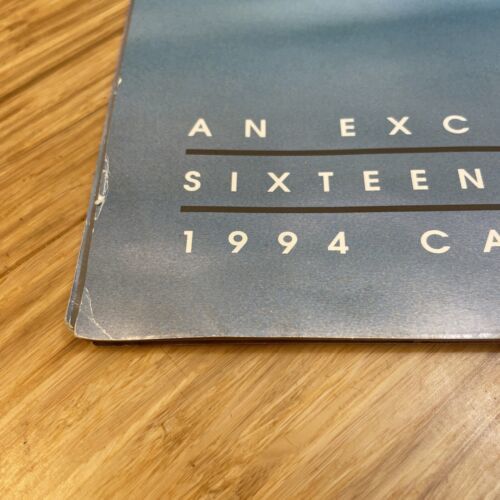 AN EXC
SIXTEEN
1994 CA